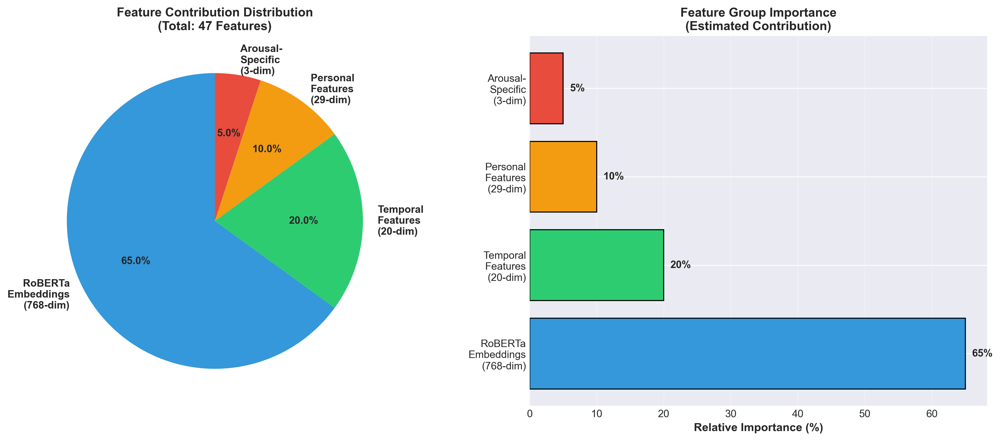 Feature Contribution Distribution
(Total: 47 Features)
Arousal-
Specific
(3-dim)
Personal
Features
(29-dim)
Temporal
Features
(20-dim)
RoBERTa
Embeddings
(768-dim)
5.0%
10.0%
20.0%
65.0%
Feature Group Importance
(Estimated Contribution)
Arousal-
Specific
(3-dim)
5%
Personal
Features
(29-dim)
10%
Temporal
Features
(20-dim)
20%
RoBERTa
Embeddings
(768-dim)
65%
0 10 20 30 40 50 60
Relative Importance (%)